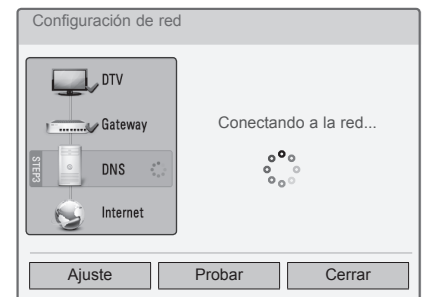 Configuración de red
DTV
Gateway
STEP3
DNS
Internet
Conectando a la red...
Ajuste
Probar
Cerrar